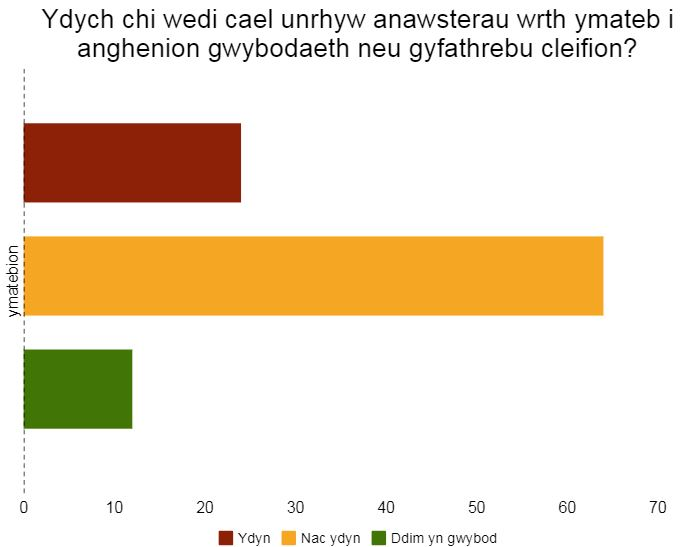 Ydych chi wedi cael unrhyw anawsterau wrth ymateb i
anghenion gwybodaeth neu gyfathrebu cleifion?
ymatebion
0 10 20 30 40 50 60 70
Ydyn Nac ydyn Ddim yn gwybod